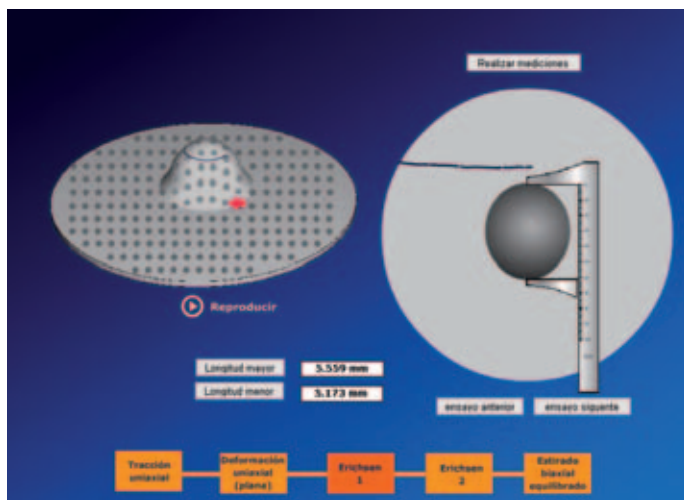 Realizar mediciones
Reproducir
Longitud mayor 5.559 mm
Longitud menor 5.173 mm
ensayo anterior ensayo siguiente
Tracción
uniaxial
Deformación
uniaxial
(plana)
Erichsen
1
Erichsen
2
Estirado
biaxial
equilibrado